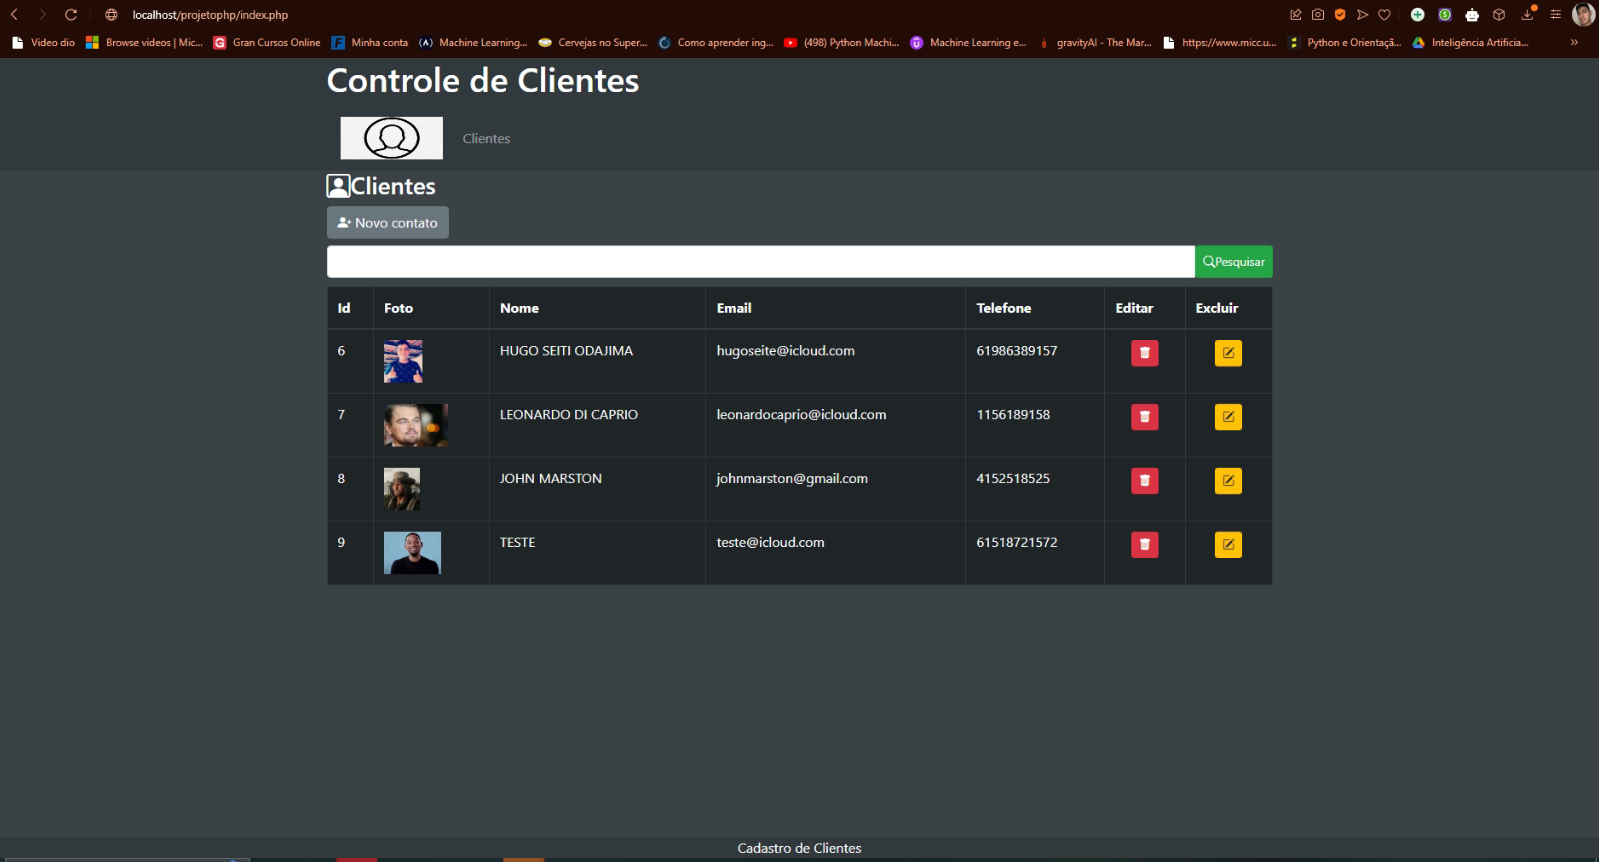 localhost/projetophp/index.php
Video dio Browse videos | Mic... Gran Cursos Online Minha conta Machine Learning... Cervejas no Super... Como aprender ing... (498) Python Machi... Machine Learning e... gravityAI - The Mar... https://www.micc.u... Python e Orientaçã... Inteligência Artificia... »
Controle de Clientes
Clientes
Clientes
Novo contato
Pesquisar
Id Foto Nome Email Telefone Editar Excluir
6 HUGO SEITI ODAJIMA hugoseite@icloud.com 61986389157
7 LEONARDO DI CAPRIO leonardocaprio@icloud.com 1156189158
8 JOHN MARSTON johnmarston@gmail.com 4152518525
9 TESTE teste@icloud.com 61518721572
Cadastro de Clientes